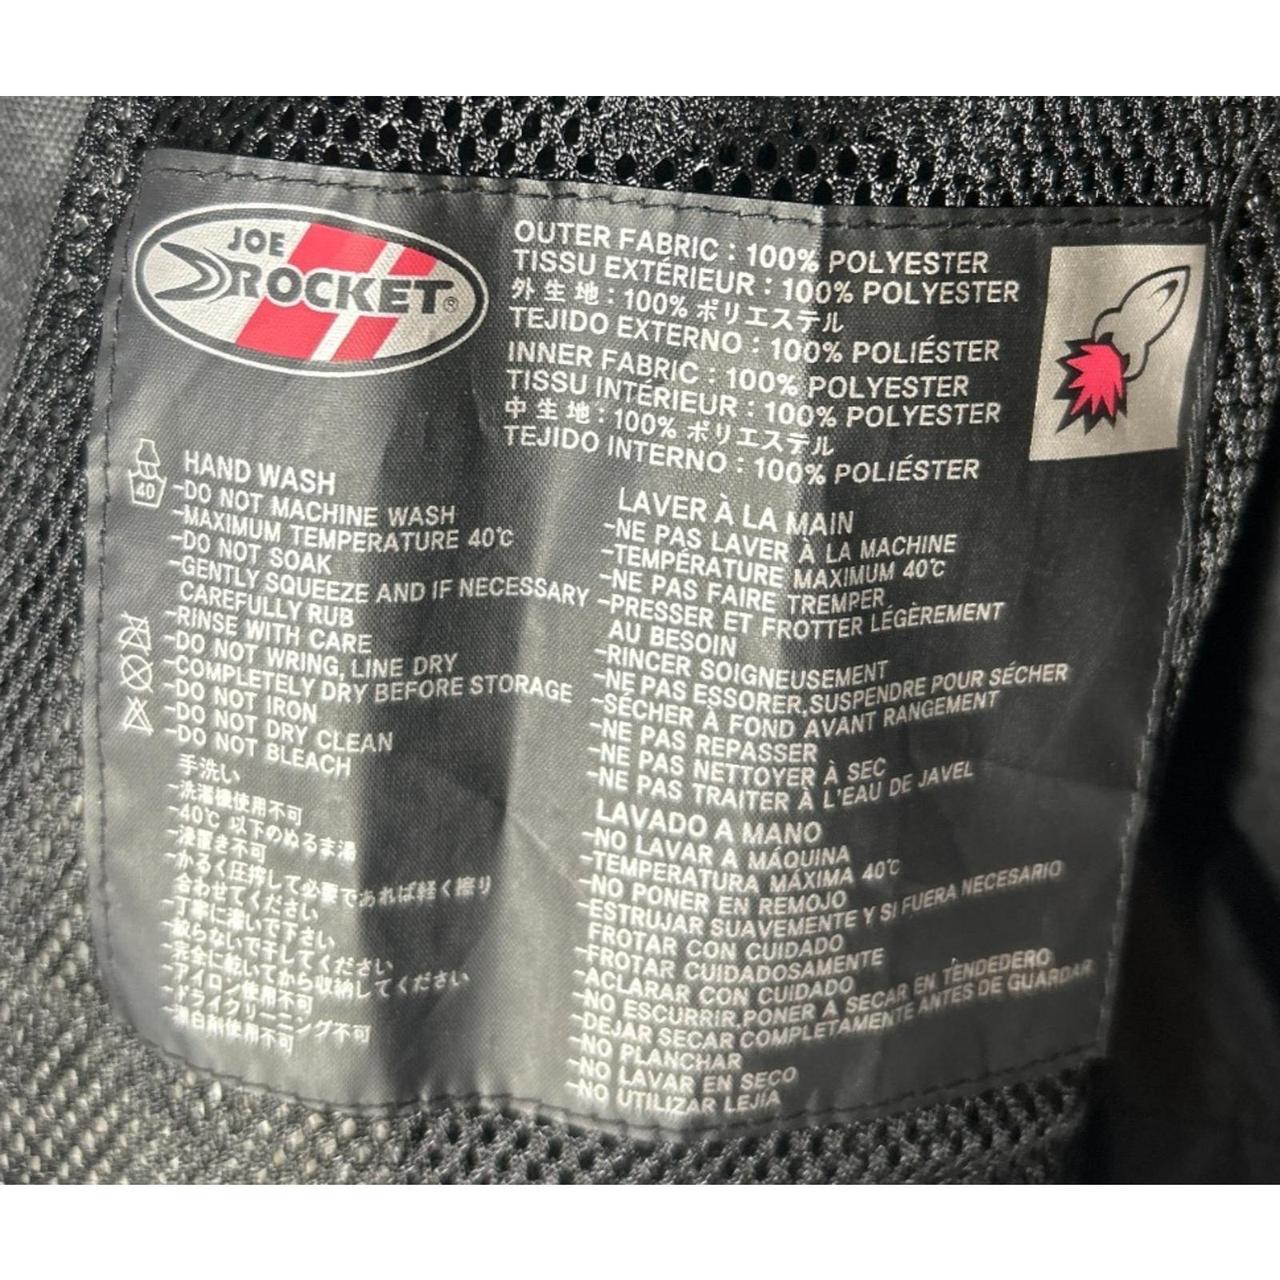 JOE
ROCKET®
OUTER FABRIC : 100% POLYESTER
TISSU EXTÉRIEUR : 100% POLYESTER
外生地 : 100% ポリエステル
TEJIDO EXTERNO : 100% POLIÉSTER
INNER FABRIC : 100% POLYESTER
TISSU INTÉRIEUR : 100% POLYESTER
中生地 : 100% ポリエステル
TEJIDO INTERNO : 100% POLIÉSTER
40
HAND WASH
-DO NOT MACHINE WASH
-MAXIMUM TEMPERATURE 40℃
-DO NOT SOAK
-GENTLY SQUEEZE AND IF NECESSARY
CAREFULLY RUB
-RINSE WITH CARE
-DO NOT WRING, LINE DRY
-COMPLETELY DRY BEFORE STORAGE
-DO NOT IRON
-DO NOT DRY CLEAN
-DO NOT BLEACH
手洗い
-洗濯機使用不可
-40℃ 以下のぬるま湯
-浸置き不可
-かるく圧搾して必要であれば軽く擦り
合わせてください
-丁寧に濯いで下さい
-絞らないで干してください
-完全に乾いてから収納してください
-アイロン使用不可
-ドライクリーニング不可
-漂白剤使用不可
LAVER À LA MAIN
-NE PAS LAVER À LA MACHINE
-TEMPÉRATURE MAXIMUM 40℃
-NE PAS FAIRE TREMPER
-PRESSER ET FROTTER LÉGÈREMENT
AU BESOIN
-RINCER SOIGNEUSEMENT
-NE PAS ESSORER,SUSPENDRE POUR SÉCHER
-SÉCHER À FOND AVANT RANGEMENT
-NE PAS REPASSER
-NE PAS NETTOYER À SEC
-NE PAS TRAITER À L'EAU DE JAVEL
LAVADO A MANO
-NO LAVAR A MÁQUINA
-TEMPERATURA MÁXIMA 40℃
-NO PONER EN REMOJO
-ESTRUJAR SUAVEMENTE Y SI FUERA NECESARIO
FROTAR CON CUIDADO
-FROTAR CUIDADOSAMENTE
-ACLARAR CON CUIDADO
-NO ESCURRIR,PONER A SECAR EN TENDEDERO
-DEJAR SECAR COMPLETAMENTE ANTES DE GUARDAR
-NO PLANCHAR
-NO LAVAR EN SECO
-NO UTILIZAR LEJÍA